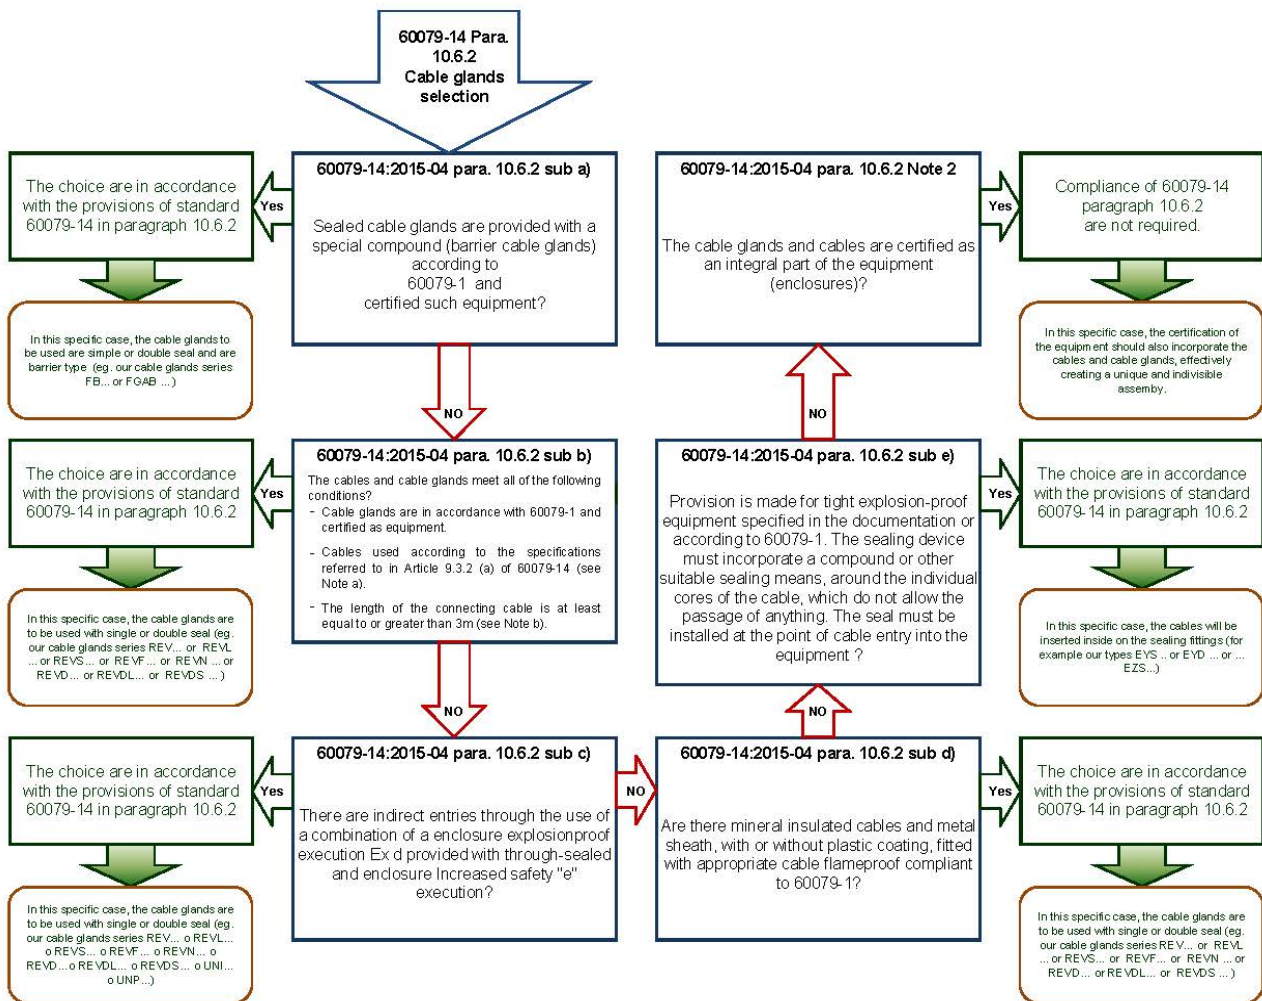 60079-14 Para.
10.6.2
Cable glands
selection
60079-14:2015-04 para. 10.6.2 sub a)
Sealed cable glands are provided with a
special compound (barrier cable glands)
according to
60079-1 and
certified such equipment?
Yes
The choice are in accordance
with the provisions of standard
60079-14 in paragraph 10.6.2
In this specific case, the cable glands to
be used are simple or double seal and are
barrier type (eg. our cable glands series
FB... or FGAB ...)
NO
60079-14:2015-04 para. 10.6.2 sub b)
The cables and cable glands meet all of the following
conditions?
- Cable glands are in accordance with 60079-1 and
certified as equipment.
- Cables used according to the specifications
referred to in Article 9.3.2 (a) of 60079-14 (see
Note a).
- The length of the connecting cable is at least
equal to or greater than 3m (see Note b).
Yes
The choice are in accordance
with the provisions of standard
60079-14 in paragraph 10.6.2
In this specific case, the cable glands are
to be used with single or double seal (eg.
our cable glands series REV... or REVL
... or REVS... or REVF... or REVN ... or
REVD... or REVDL... or REVDS ...)
NO
60079-14:2015-04 para. 10.6.2 sub c)
There are indirect entries through the use of
a combination of a enclosure explosionproof
execution Ex d provided with through-sealed
and enclosure Increased safety "e"
execution?
Yes
The choice are in accordance
with the provisions of standard
60079-14 in paragraph 10.6.2
In this specific case, the cable glands are
to be used with single or double seal (eg.
our cable glands series REV... o REVL...
o REVS... o REVF... o REVN... o
REVD... o REVDL... o REVDS... o UNI...
o UNP...)
NO
60079-14:2015-04 para. 10.6.2 sub d)
Are there mineral insulated cables and metal
sheath, with or without plastic coating, fitted
with appropriate cable flameproof compliant
to 60079-1?
Yes
The choice are in accordance
with the provisions of standard
60079-14 in paragraph 10.6.2
In this specific case, the cable glands are
to be used with single or double seal (eg.
our cable glands series REV... or REVL
... or REVS... or REVF... or REVN ... or
REVD... or REVDL... or REVDS ...)
NO
60079-14:2015-04 para. 10.6.2 sub e)
Provision is made for tight explosion-proof
equipment specified in the documentation or
according to 60079-1. The sealing device
must incorporate a compound or other
suitable sealing means, around the individual
cores of the cable, which do not allow the
passage of anything. The seal must be
installed at the point of cable entry into the
equipment ?
Yes
The choice are in accordance
with the provisions of standard
60079-14 in paragraph 10.6.2
In this specific case, the cables will be
inserted inside on the sealing fittings (for
example our types EYS .. or EYD ... or ...
EZS...)
NO
60079-14:2015-04 para. 10.6.2 Note 2
The cable glands and cables are certified as
an integral part of the equipment
(enclosures)?
Yes
Compliance of 60079-14
paragraph 10.6.2
are not required.
In this specific case, the certification of
the equipment should also incorporate the
cables and cable glands, effectively
creating a unique and indivisible
assemby.